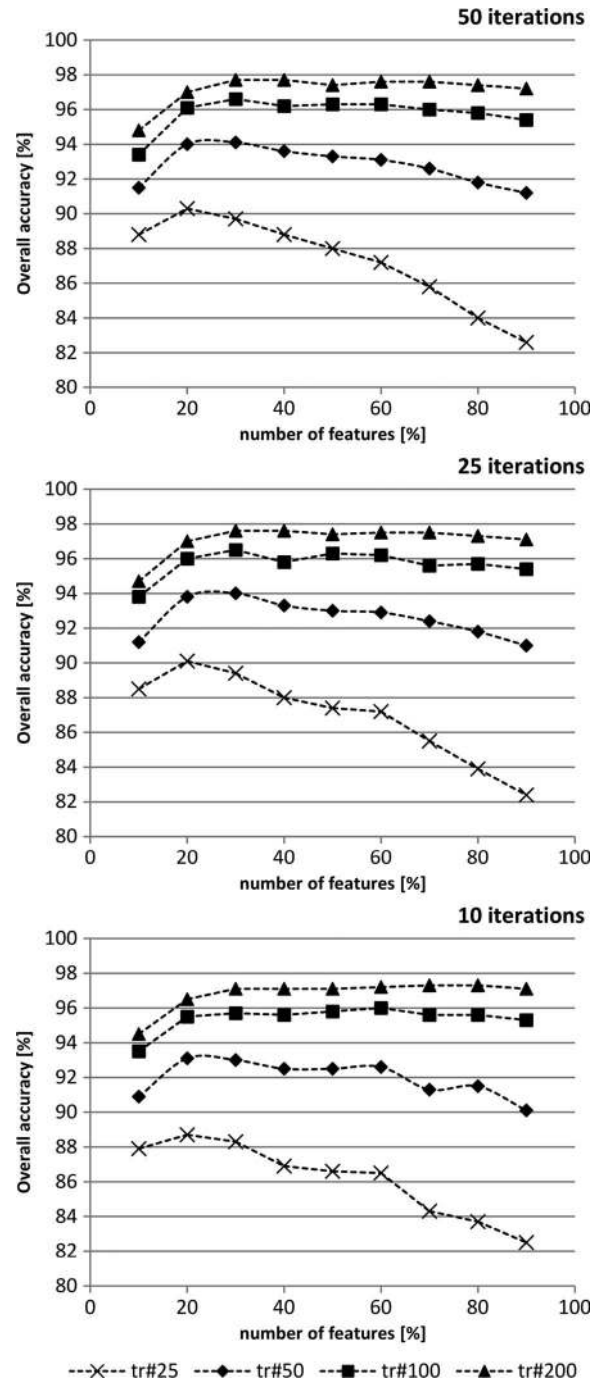 50 iterations
100
98
96
94
92
90
88
86
84
82
80
Overall accuracy [%]
0 20 40 60 80 100
number of features [%]
25 iterations
100
98
96
94
92
90
88
86
84
82
80
Overall accuracy [%]
0 20 40 60 80 100
number of features [%]
10 iterations
100
98
96
94
92
90
88
86
84
82
80
Overall accuracy [%]
0 20 40 60 80 100
number of features [%]
tr#25 tr#50 tr#100 tr#200